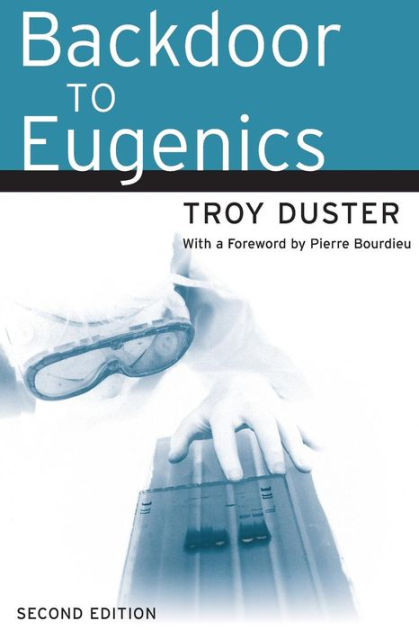 Backdoor
TO
Eugenics
TROY DUSTER
With a Foreword by Pierre Bourdieu
SECOND EDITION